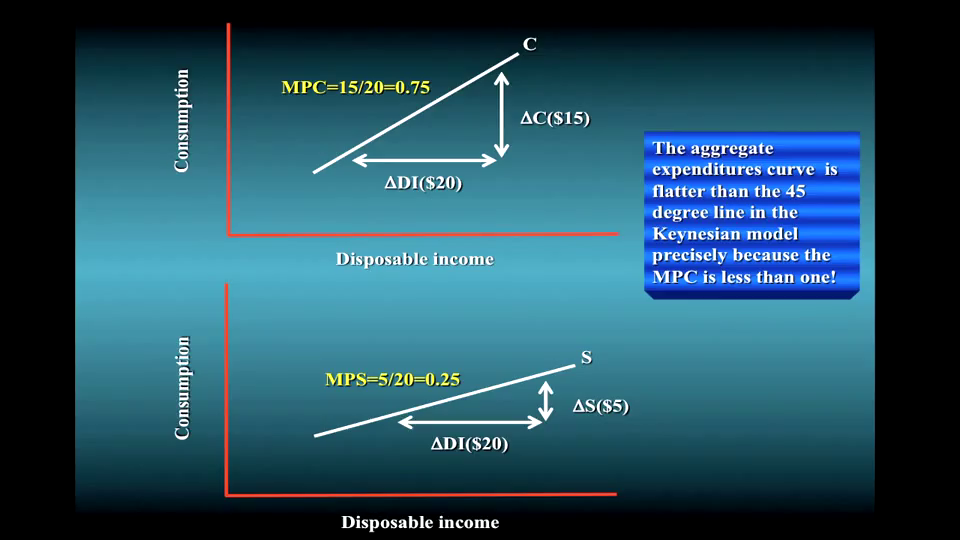 C
MPC=15/20=0.75
Consumption
ΔC($15)
ΔDI($20)
Disposable income
The aggregate
expenditures curve is
flatter than the 45
degree line in the
Keynesian model
precisely because the
MPC is less than one!
S
MPS=5/20=0.25
Consumption
ΔS($5)
ΔDI($20)
Disposable income